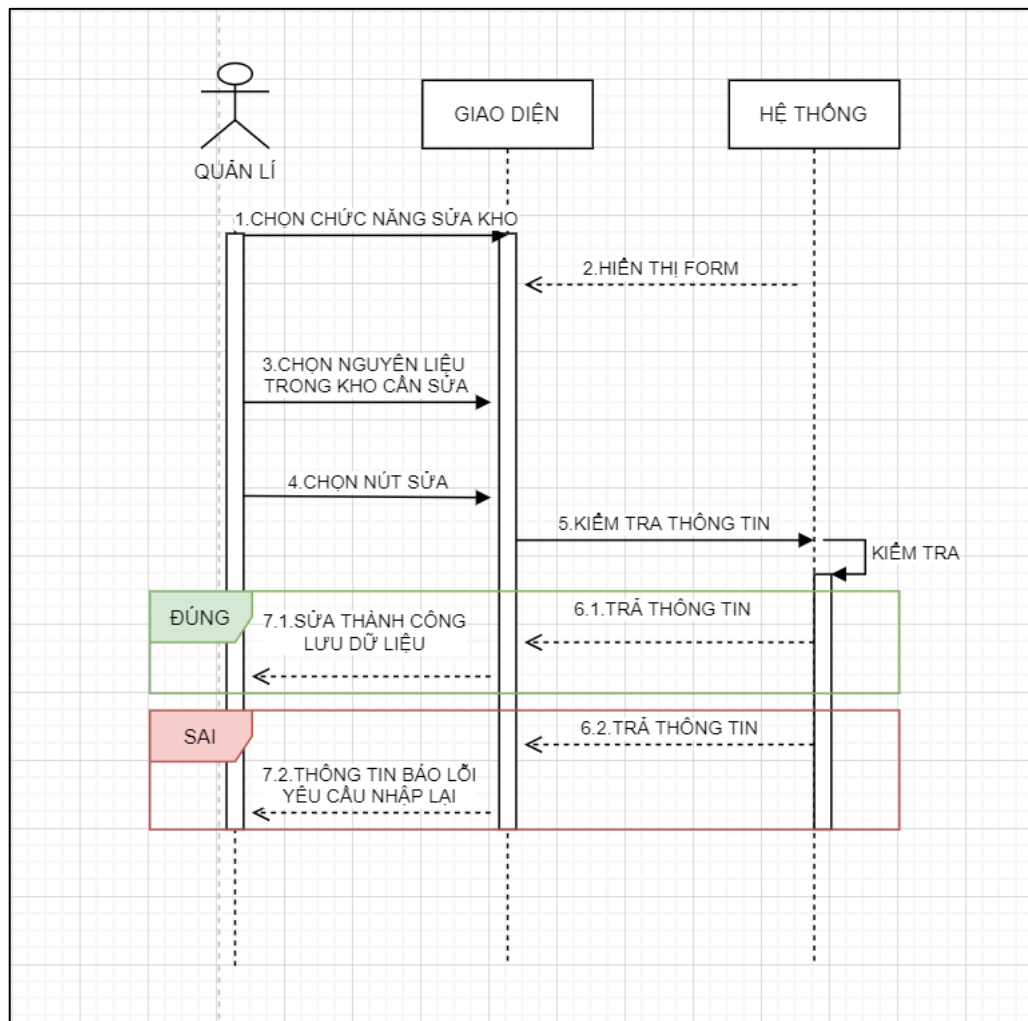 GIAO DIỆN
HỆ THỐNG
QUẢN LÍ
1.CHỌN CHỨC NĂNG SỬA KHO
2.HIỂN THỊ FORM
3.CHỌN NGUYÊN LIỆU
TRONG KHO CẦN SỬA
4.CHỌN NÚT SỬA
5.KIỂM TRA THÔNG TIN
KIỂM TRA
ĐÚNG
6.1.TRẢ THÔNG TIN
7.1.SỬA THÀNH CÔNG
LƯU DỮ LIỆU
SAI
6.2.TRẢ THÔNG TIN
7.2.THÔNG TIN BÁO LỖI
YÊU CẦU NHẬP LẠI